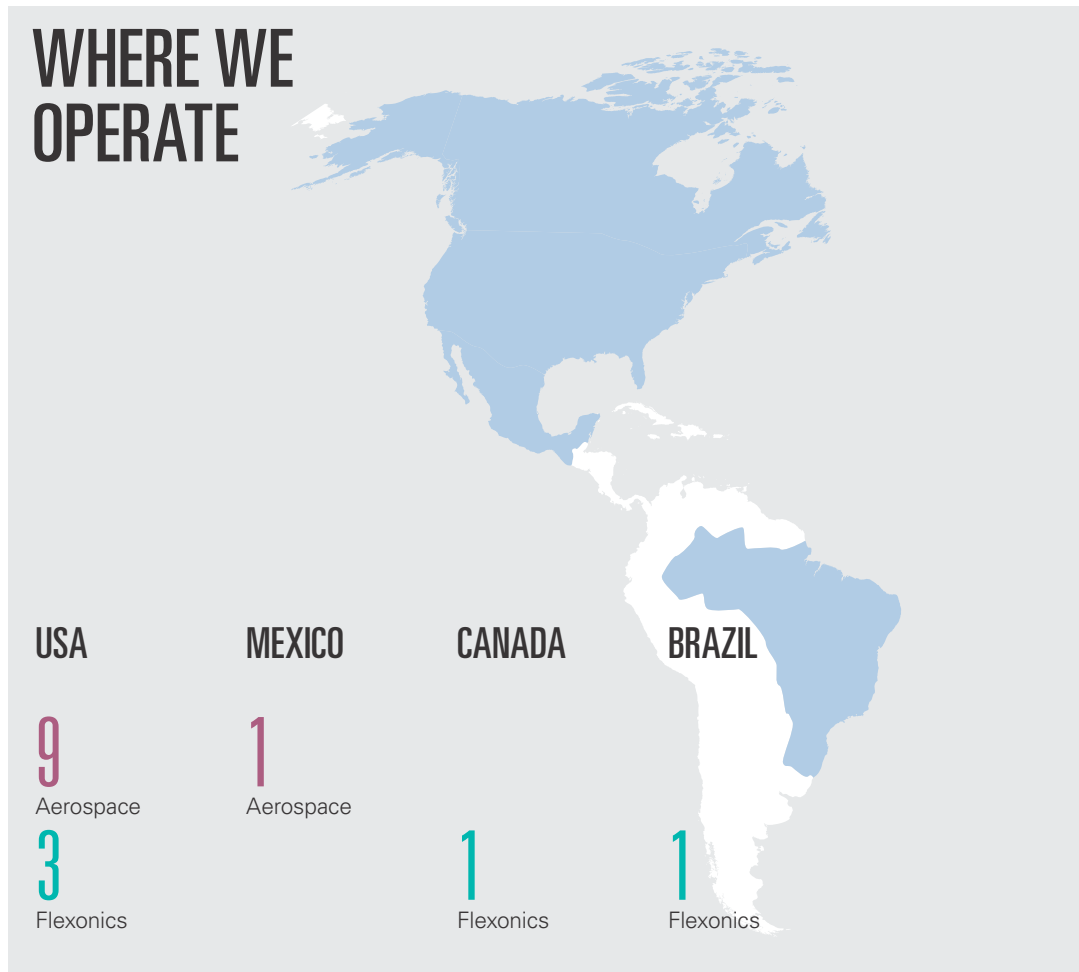 WHERE WE
OPERATE
USA
9
Aerospace
3
Flexonics
MEXICO
1
Aerospace
CANADA
1
Flexonics
BRAZIL
1
Flexonics